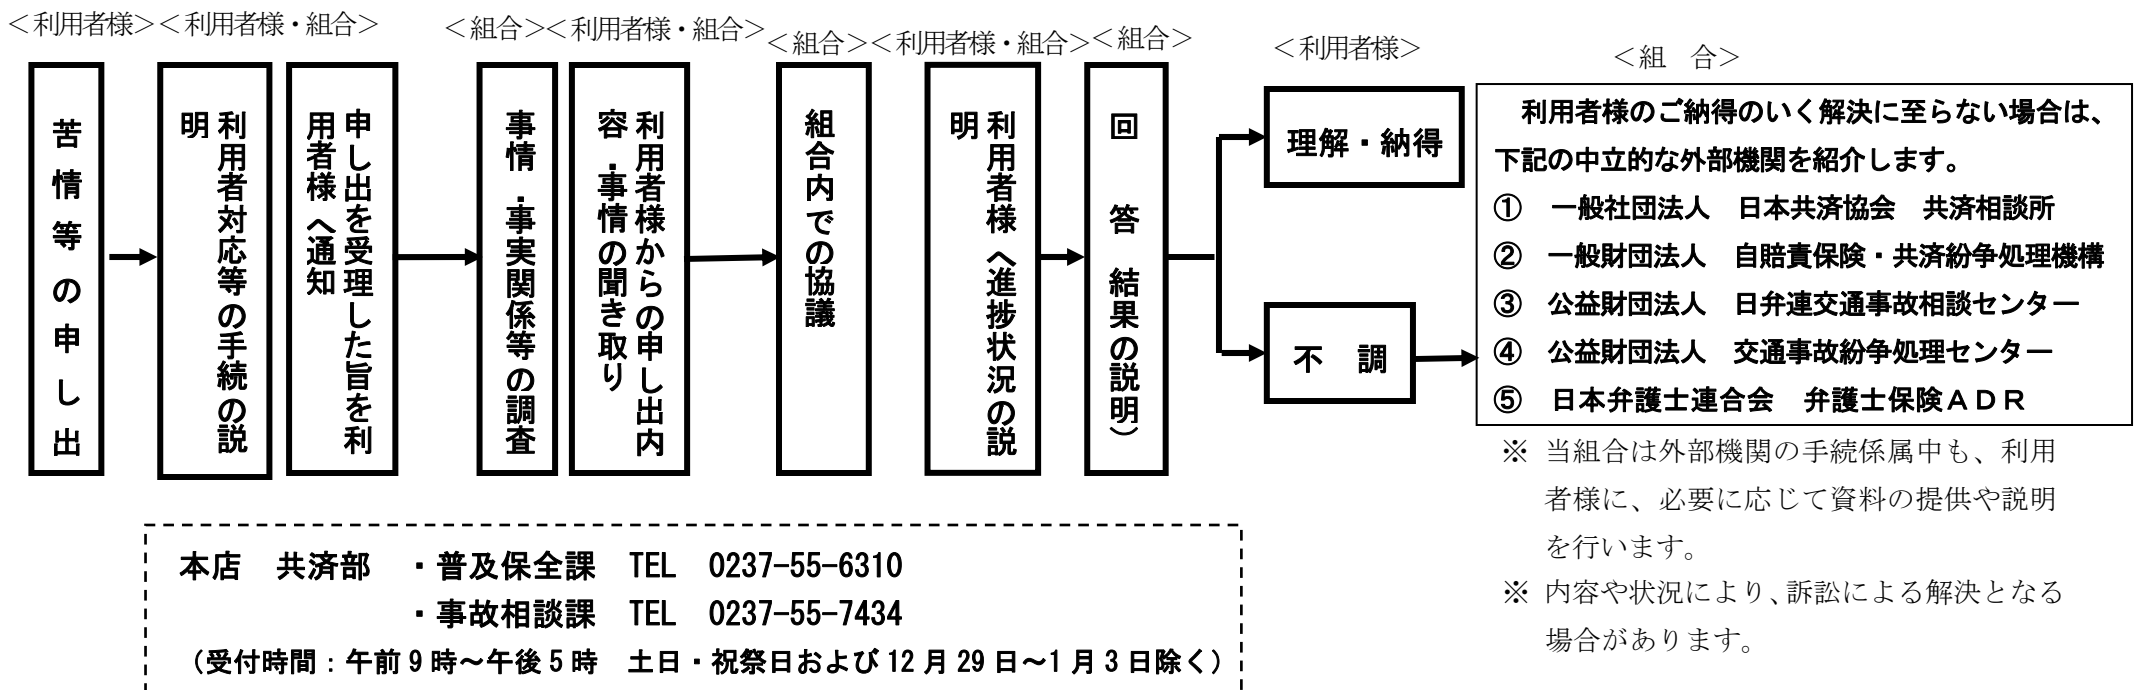 ＜利用者様＞＜利用者様・組合＞
＜組合＞＜利用者様・組合＞
＜組合＞＜利用者様・組合＞
＜組合＞
＜利用者様＞
＜組　合＞
苦情等の申し出
利用者対応等の手続の説
明
申し出を受理した旨を利
用者様へ通知
事情・事実関係等の調査
利用者様からの申し出内
容・事情の聞き取り
組合内での協議
利用者様へ進捗状況の説
明
回　答　結果の説明）
理解・納得
不　調
利用者様のご納得のいく解決に至らない場合は、
下記の中立的な外部機関を紹介します。
①　一般社団法人　日本共済協会　共済相談所
②　一般財団法人　自賠責保険・共済紛争処理機構
③　公益財団法人　日弁連交通事故相談センター
④　公益財団法人　交通事故紛争処理センター
⑤　日本弁護士連合会　弁護士保険ＡＤＲ
※ 当組合は外部機関の手続係属中も、利用
者様に、必要に応じて資料の提供や説明
を行います。
※ 内容や状況により、訴訟による解決となる
場合があります。
本店　共済部　・普及保全課　TEL　0237-55-6310
・事故相談課　TEL　0237-55-7434
（受付時間：午前９時～午後５時　土日・祝祭日および 12 月 29 日～1 月 3 日除く）